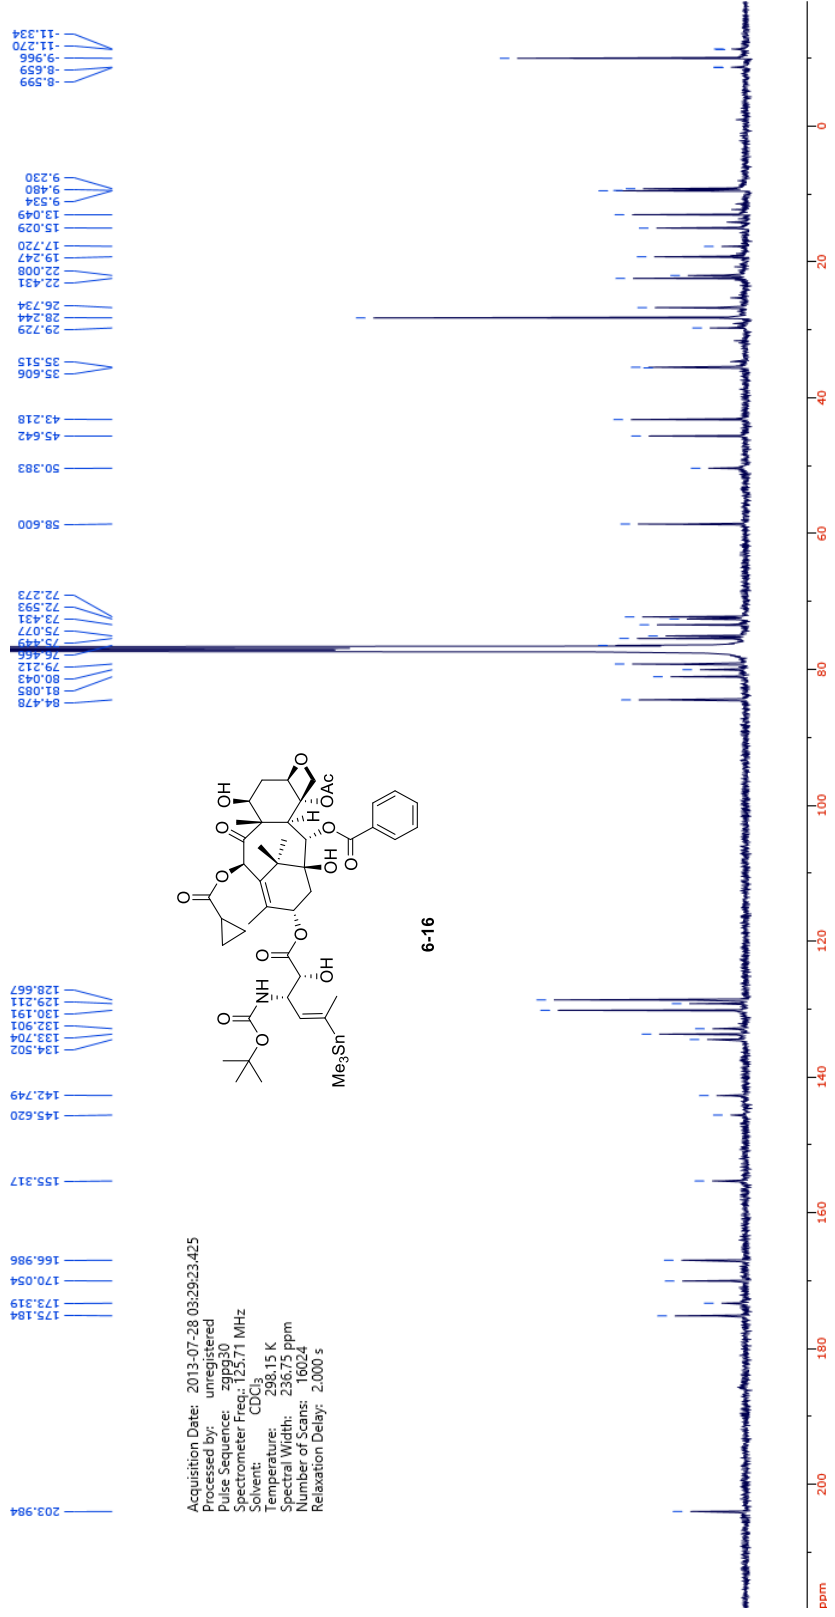 Acquisition Date: 2013-07-28 03:29:23.425
Processed by: unregistered
Pulse Sequence: zgpg30
Spectrometer Freq.: 125.71 MHz
Solvent: CDCl3
Temperature: 298.15 K
Spectral Width: 236.75 ppm
Number of Scans: 16024
Relaxation Delay: 2.000 s
203.984
175.184
173.319
170.054
166.986
155.317
145.620
142.749
134.502
133.704
132.901
130.191
129.211
128.667
84.478
81.085
80.043
79.212
76.466
75.449
75.077
73.431
72.593
72.273
58.600
50.383
45.642
43.218
35.606
35.515
29.729
28.244
26.734
22.431
22.008
19.247
17.720
15.029
13.049
9.534
9.480
9.230
-8.599
-8.659
-9.966
-11.270
-11.334
O
O
NH
O
O
OH
Me3Sn
O
O
O
OH
O
OAc
H
O
O
OH
6-16
ppm
200
180
160
140
120
100
80
60
40
20
0